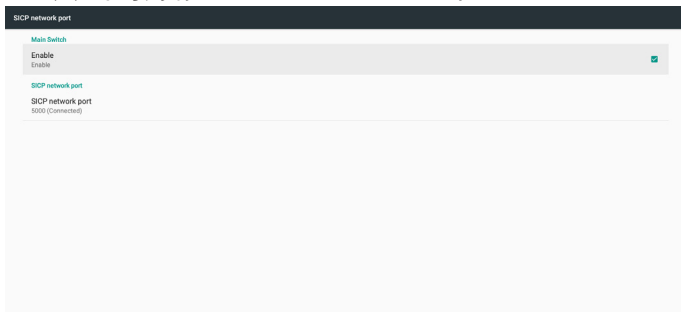 SICP network port
Main Switch
Enable
Enable
SICP network port
SICP network port
5000 (Connected)